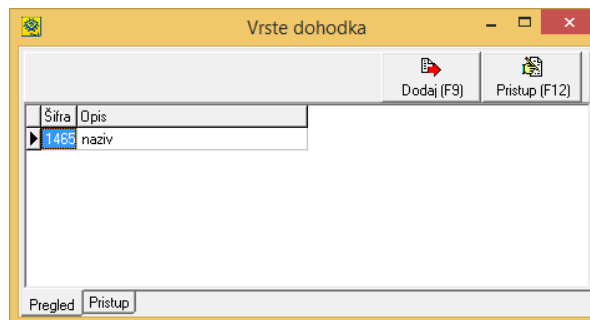 Vrste dohodka
Dodaj (F9) Pristup (F12)
Šifra Opis
1465 naziv
Pregled Pristup